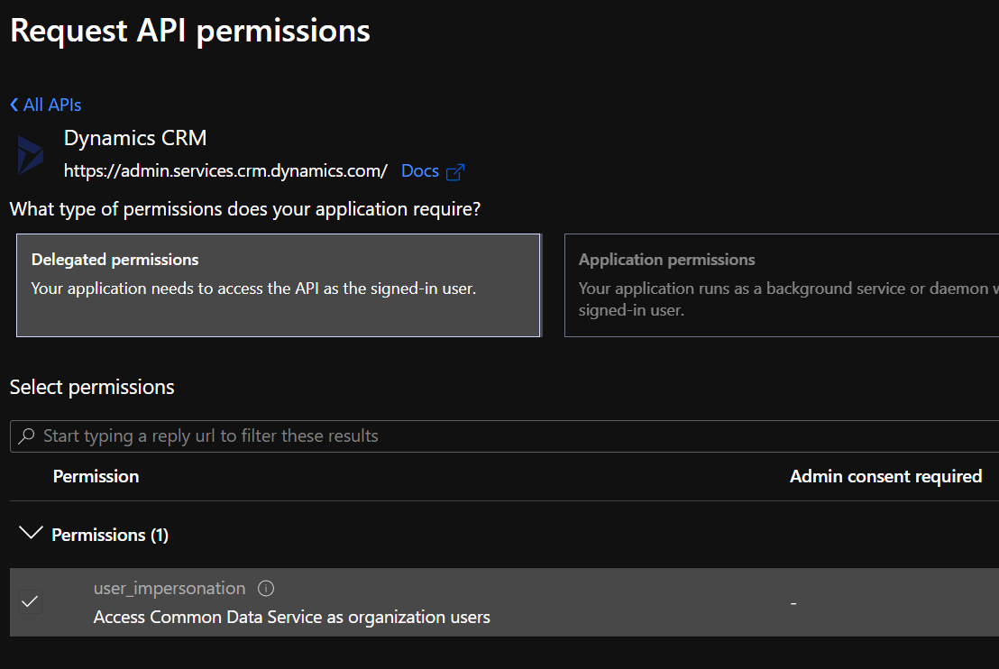 Request API permissions
All APIs
Dynamics CRM
https://admin.services.crm.dynamics.com/ Docs
What type of permissions does your application require?
Delegated permissions
Your application needs to access the API as the signed-in user.
Application permissions
Your application runs as a background service or daemon
signed-in user.
Select permissions
Start typing a reply url to filter these results
Permission Admin consent required
Permissions (1)
user_impersonation
Access Common Data Service as organization users
-